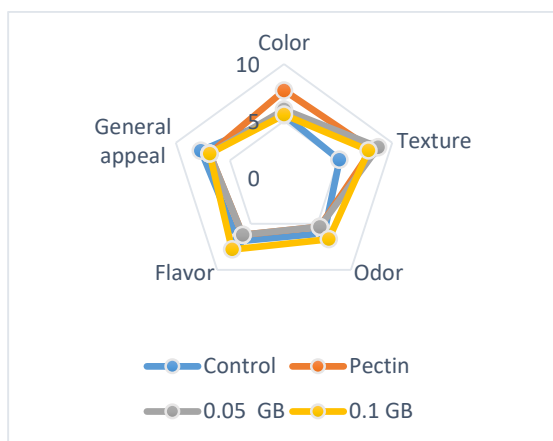 Color
10
5
0
General
appeal
Texture
Flavor
Odor
Control
Pectin
0.05 GB
0.1 GB